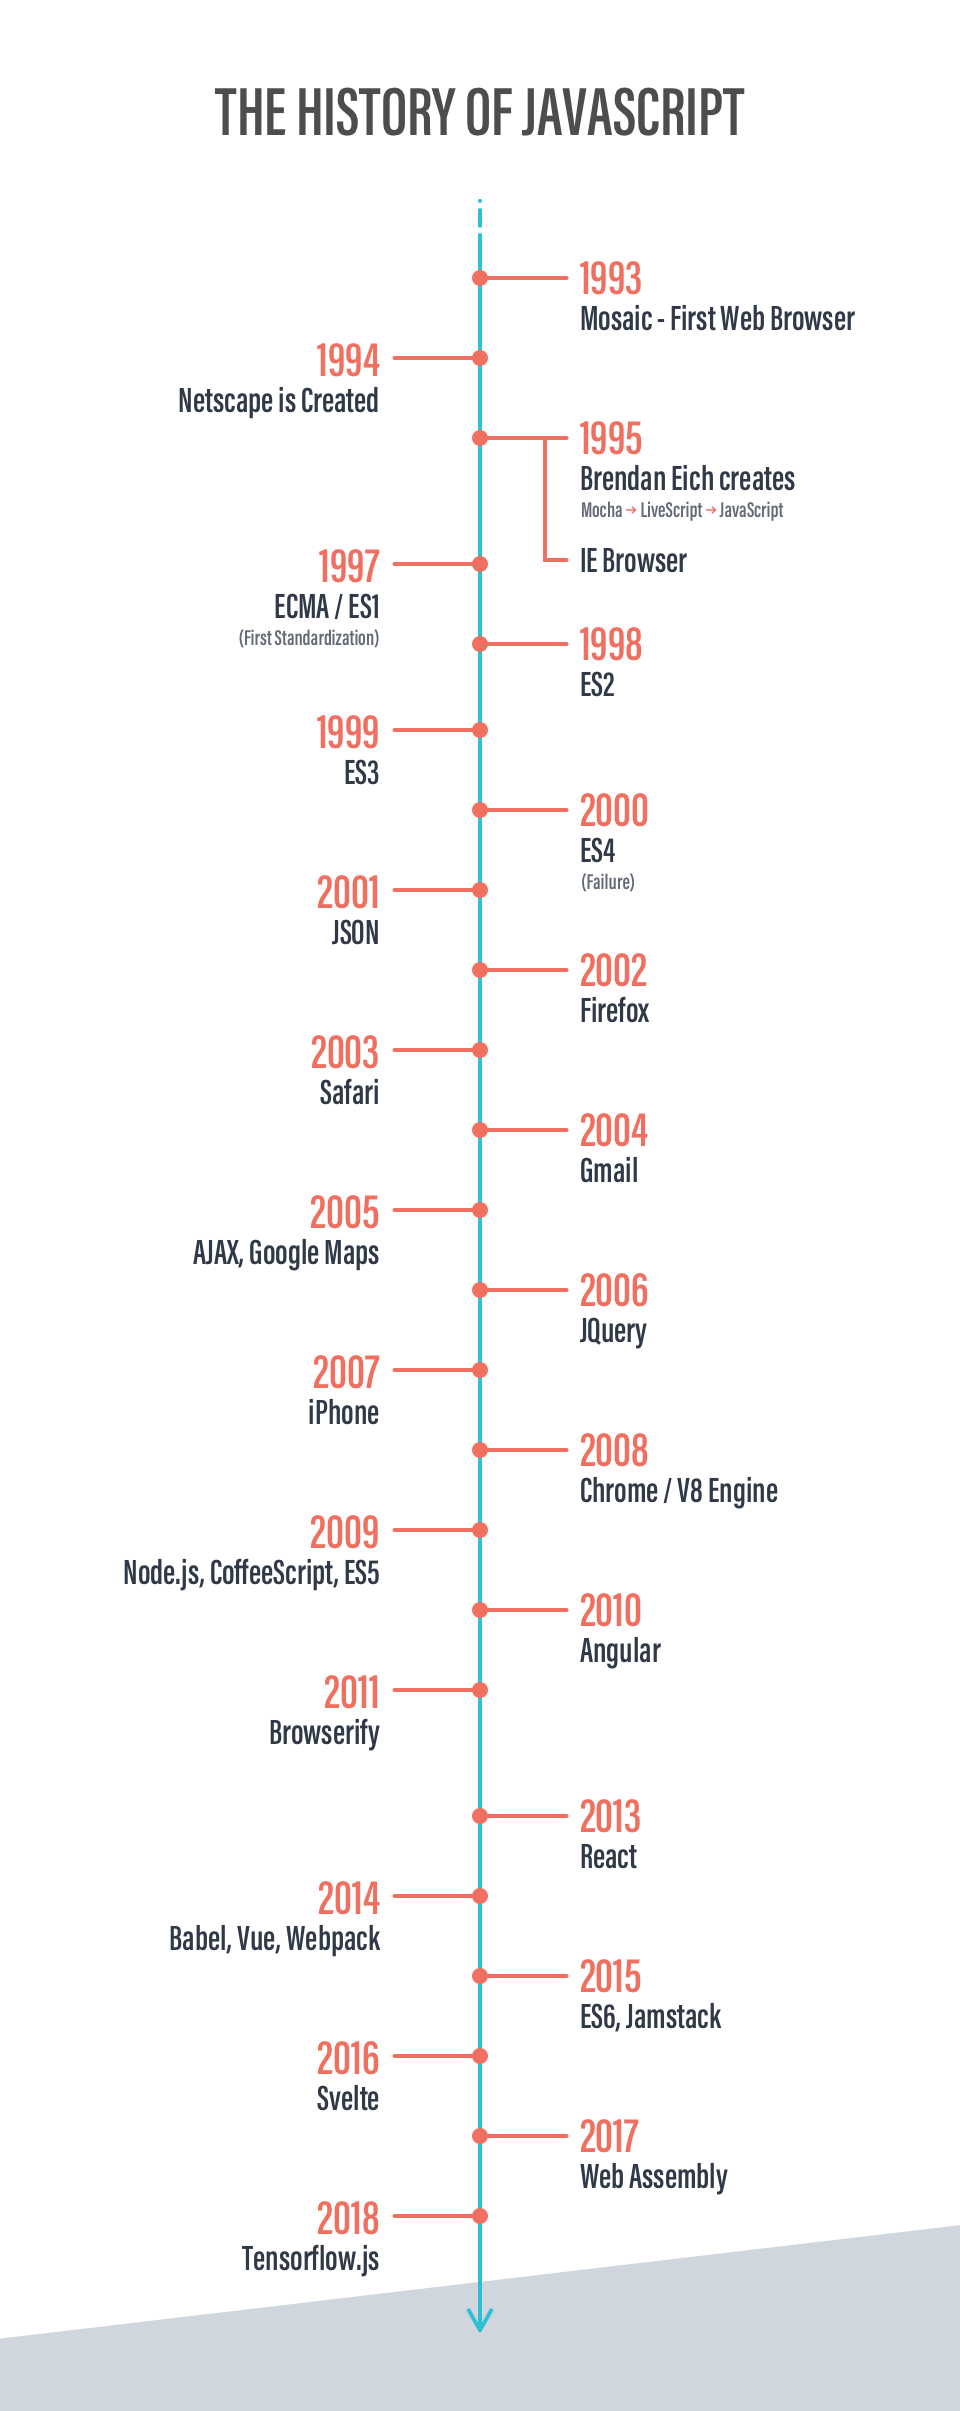 THE HISTORY OF JAVASCRIPT
1993
Mosaic - First Web Browser
1994
Netscape is Created
1995
Brendan Eich creates
Mocha → LiveScript → JavaScript
IE Browser
1997
ECMA / ES1
(First Standardization)
1998
ES2
1999
ES3
2000
ES4
(Failure)
2001
JSON
2002
Firefox
2003
Safari
2004
Gmail
2005
AJAX, Google Maps
2006
JQuery
2007
iPhone
2008
Chrome / V8 Engine
2009
Node.js, CoffeeScript, ES5
2010
Angular
2011
Browserify
2013
React
2014
Babel, Vue, Webpack
2015
ES6, Jamstack
2016
Svelte
2017
Web Assembly
2018
Tensorflow.js